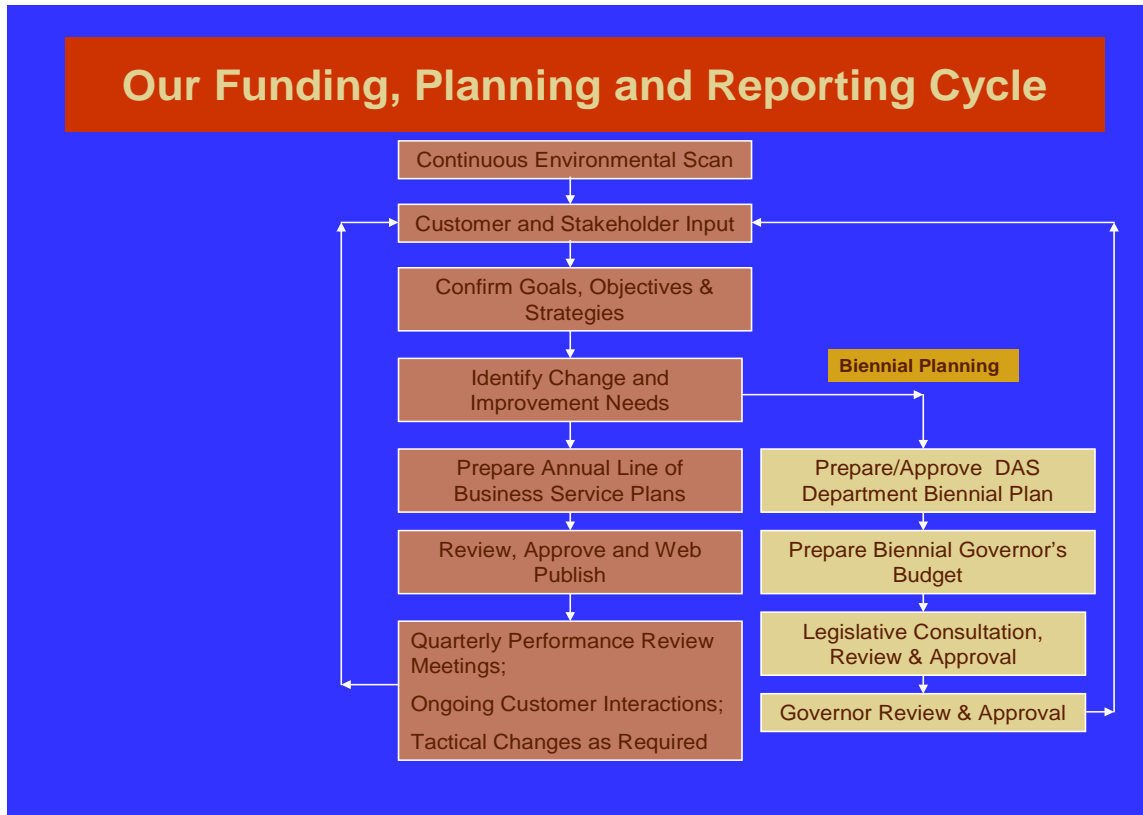 Our Funding, Planning and Reporting Cycle
Continuous Environmental Scan
Customer and Stakeholder Input
Confirm Goals, Objectives &
Strategies
Identify Change and
Improvement Needs
Biennial Planning
Prepare Annual Line of
Business Service Plans
Prepare/Approve DAS
Department Biennial Plan
Review, Approve and Web
Publish
Prepare Biennial Governor's
Budget
Quarterly Performance Review
Meetings;
Ongoing Customer Interactions;
Tactical Changes as Required
Legislative Consultation,
Review & Approval
Governor Review & Approval